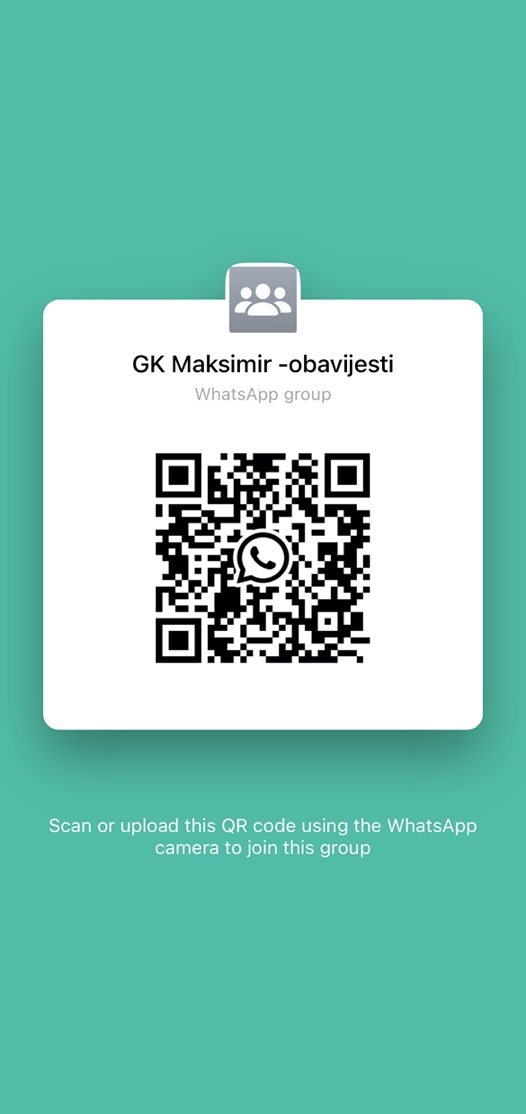 GK Maksimir -obavijesti
WhatsApp group
Scan or upload this QR code using the WhatsApp
camera to join this group